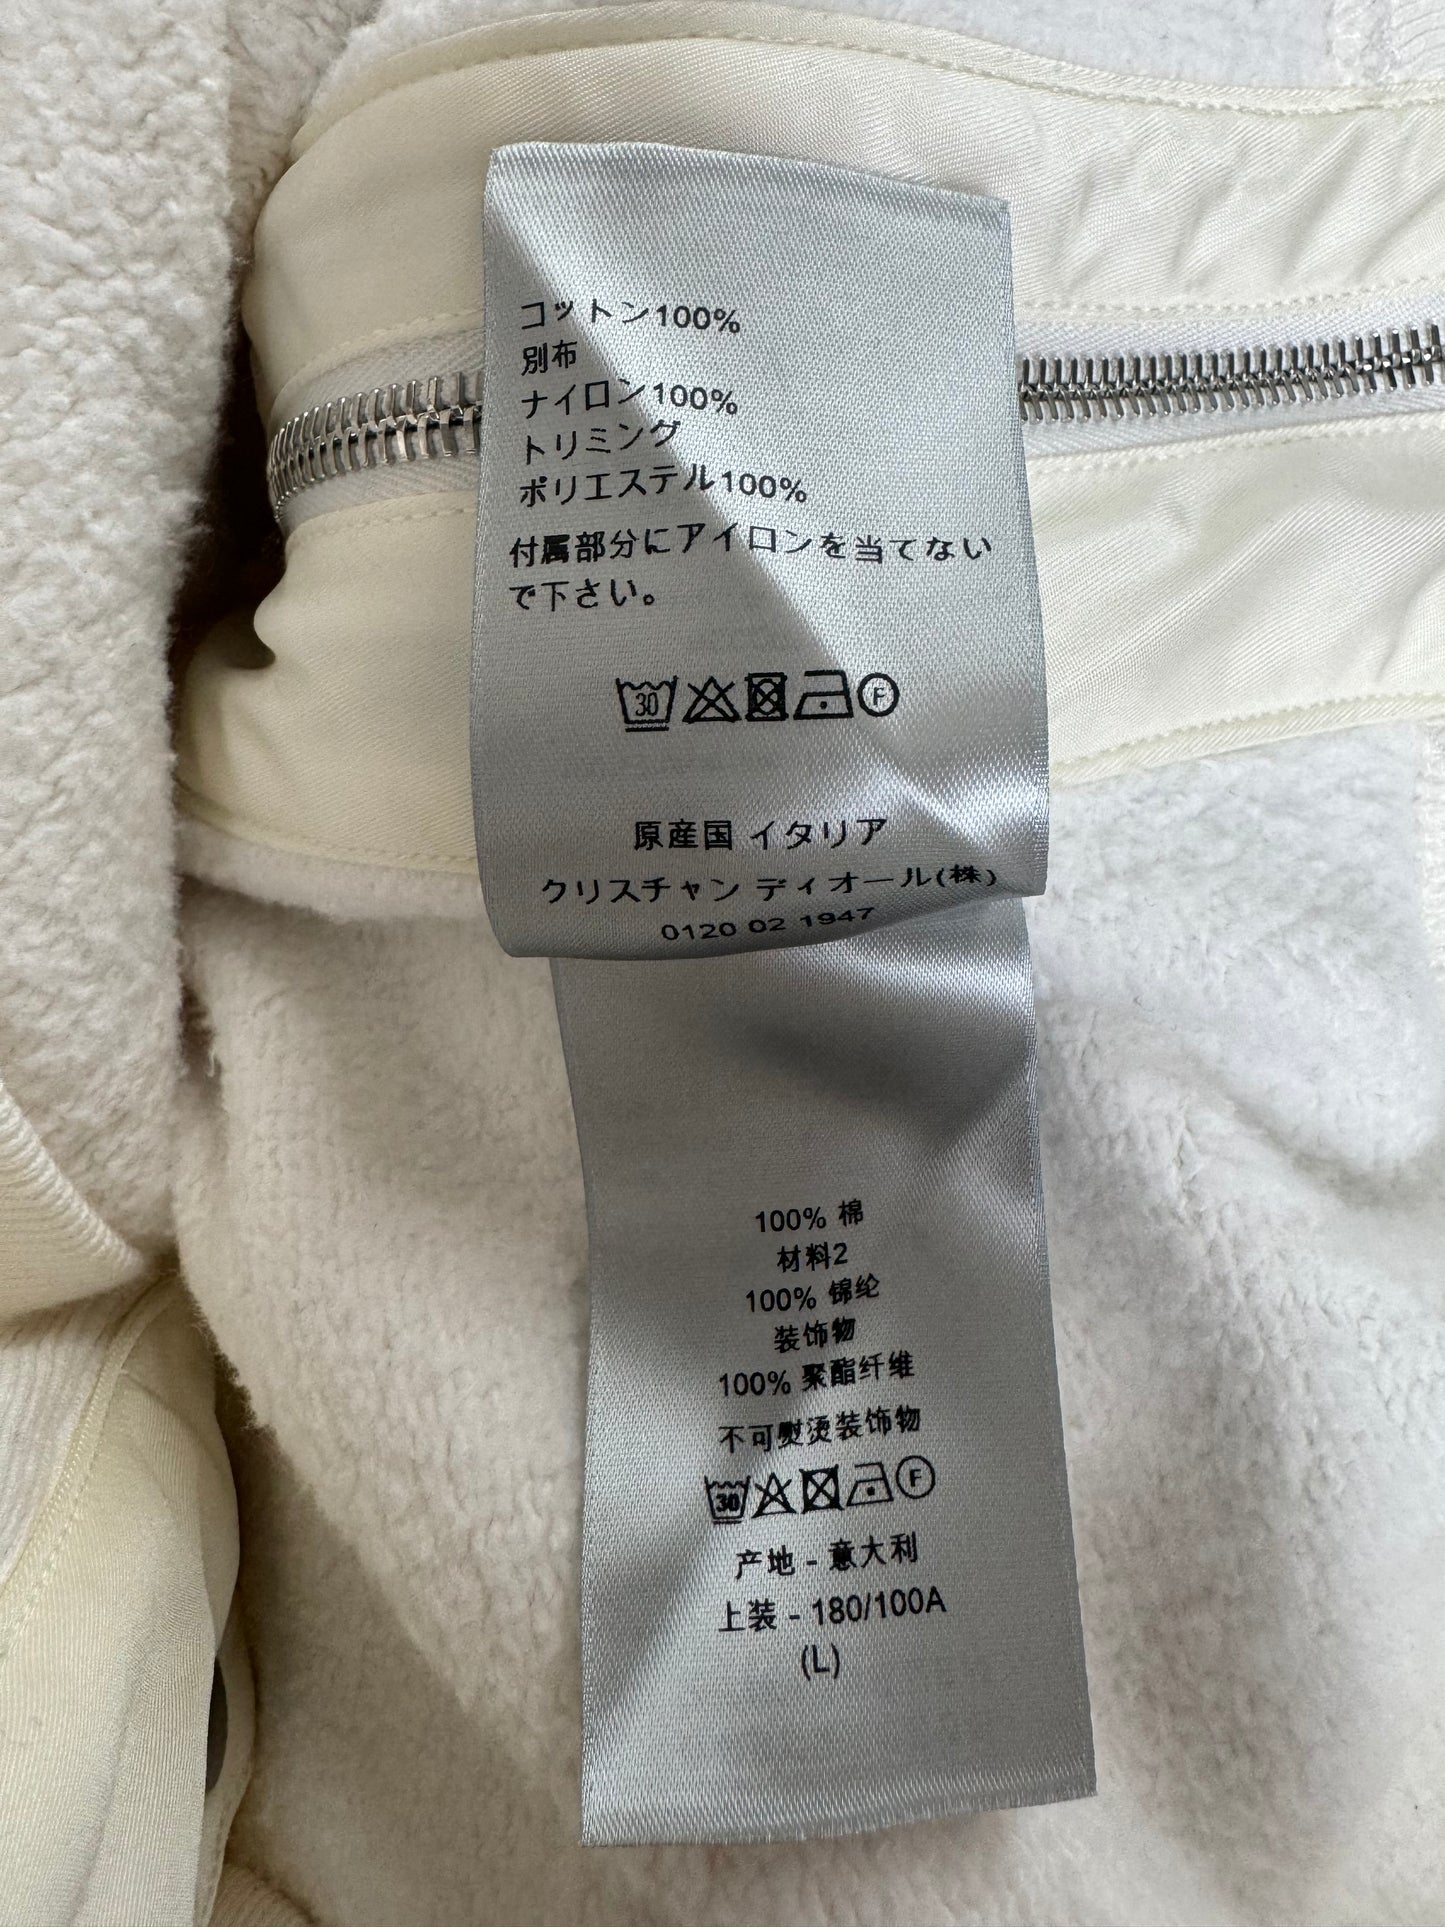 コットン100%
別布
ナイロン100%
トリミング
ポリエステル100%
付属部分にアイロンを当てない
で下さい。
30
F
原産国 イタリア
クリスチャン ディオール(株)
0120 02 1947
100% 棉
材料2
100% 锦纶
装饰物
100% 聚酯纤维
不可熨烫装饰物
30
F
产地 - 意大利
上装 - 180/100A
(L)